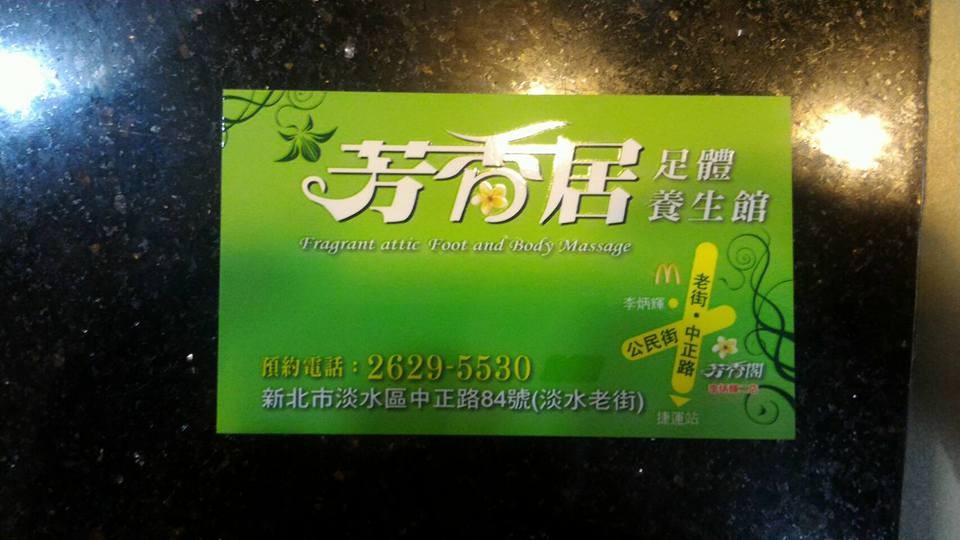 芳香居
足體
養生館
Fragrant attic Foot and Body Massage
老街・中正路
李炳輝
公民街
芳香閣
捷運站
預約電話：2629-5530
新北市淡水區中正路84號(淡水老街)